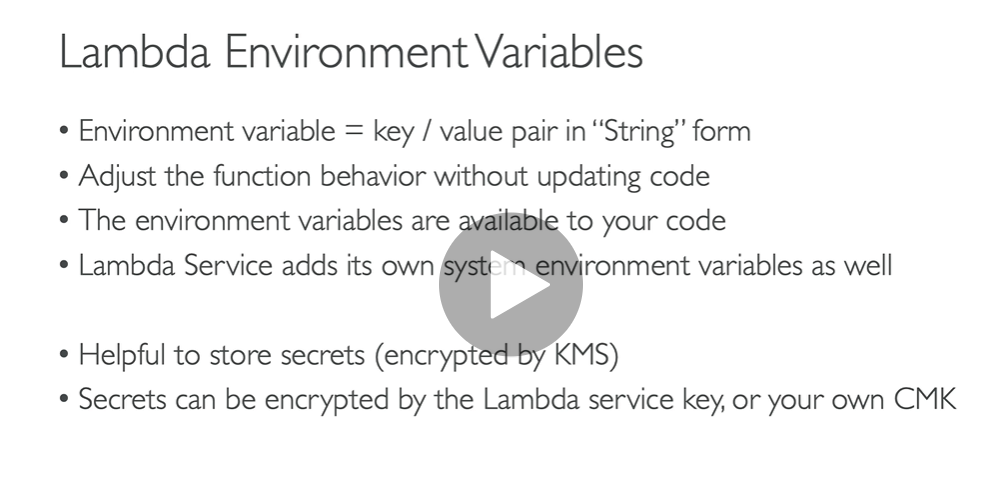 Lambda Environment Variables
• Environment variable = key / value pair in “String” form
• Adjust the function behavior without updating code
• The environment variables are available to your code
• Lambda Service adds its own system environment variables as well
• Helpful to store secrets (encrypted by KMS)
• Secrets can be encrypted by the Lambda service key, or your own CMK